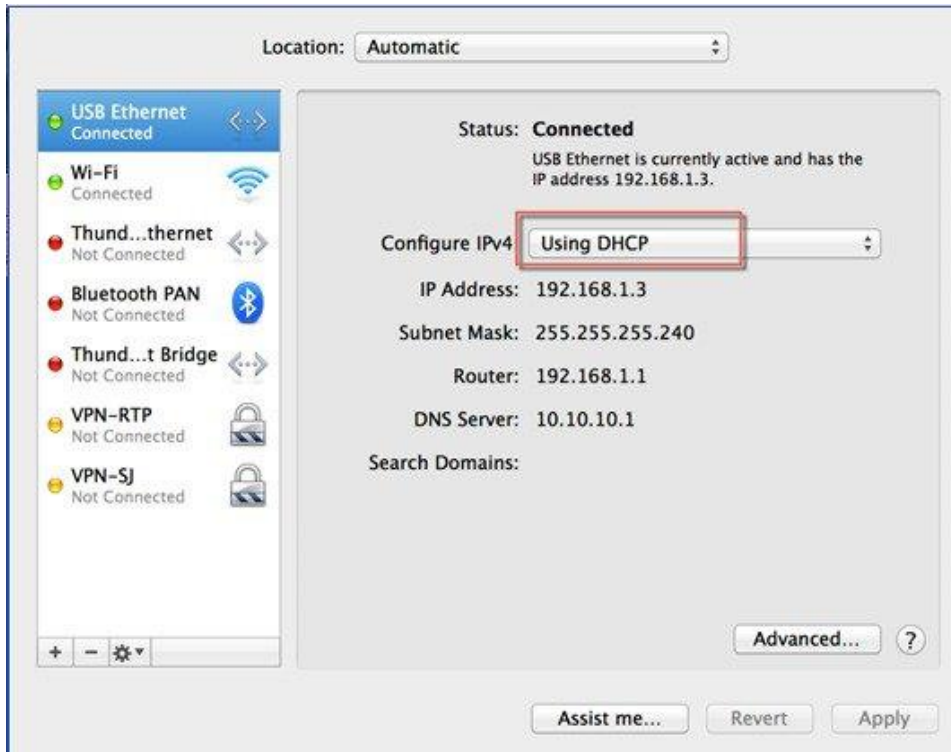 Location: Automatic
USB Ethernet
Connected
Wi-Fi
Connected
Thund...thernet
Not Connected
Bluetooth PAN
Not Connected
Thund...t Bridge
Not Connected
VPN-RTP
Not Connected
VPN-SJ
Not Connected
Status: Connected
USB Ethernet is currently active and has the
IP address 192.168.1.3.
Configure IPv4 Using DHCP
IP Address: 192.168.1.3
Subnet Mask: 255.255.255.240
Router: 192.168.1.1
DNS Server: 10.10.10.1
Search Domains:
Advanced... ?
Assist me... Revert Apply